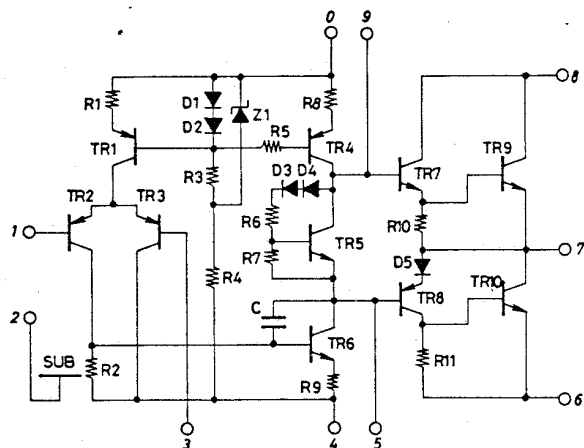 0 9
8
R1 D1 R8
D2 Z1
R5
TR1 TR4 TR7 TR9
R3 D3 D4
TR2 TR3
R6 R10
1 TR5 7
R7 D5
R4 TR8 TR10
C
2
TR6
SUB R2 R11
R9
6
3 4 5